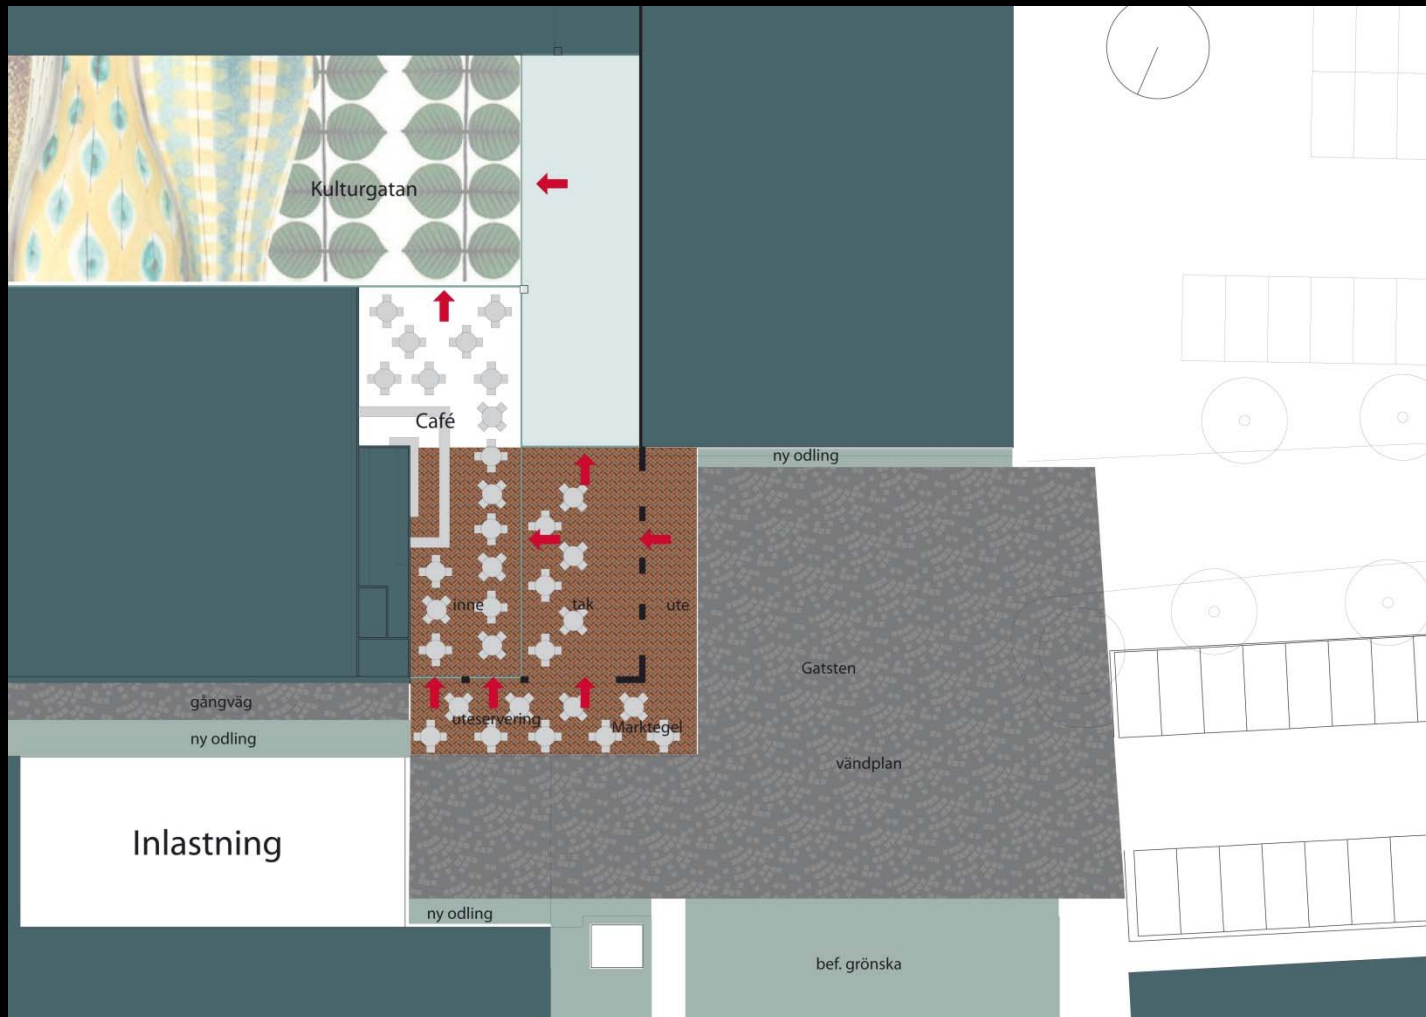 Kulturgatan
Café
ny odling
inne
tak
ute
Gatsten
gångväg
uteservering
Marktegel
ny odling
vändplan
Inlastning
ny odling
bef. grönska